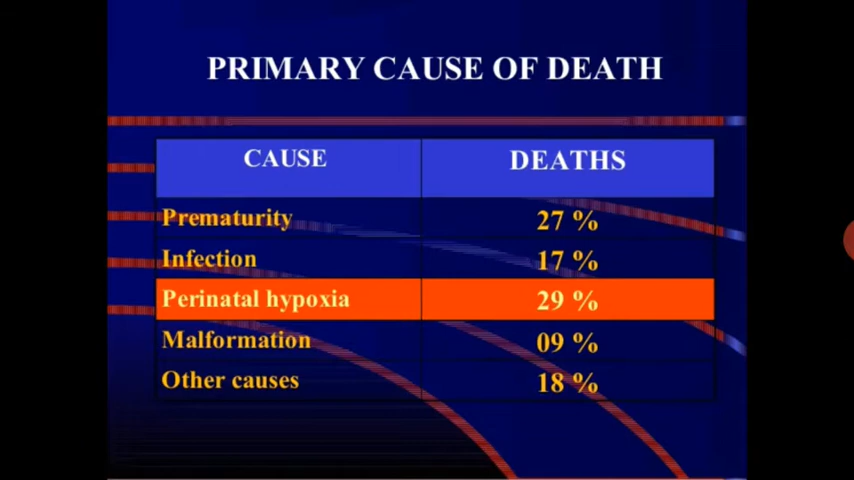 PRIMARY CAUSE OF DEATH
CAUSE DEATHS
Prematurity 27 %
Infection 17 %
Perinatal hypoxia 29 %
Malformation 09 %
Other causes 18 %